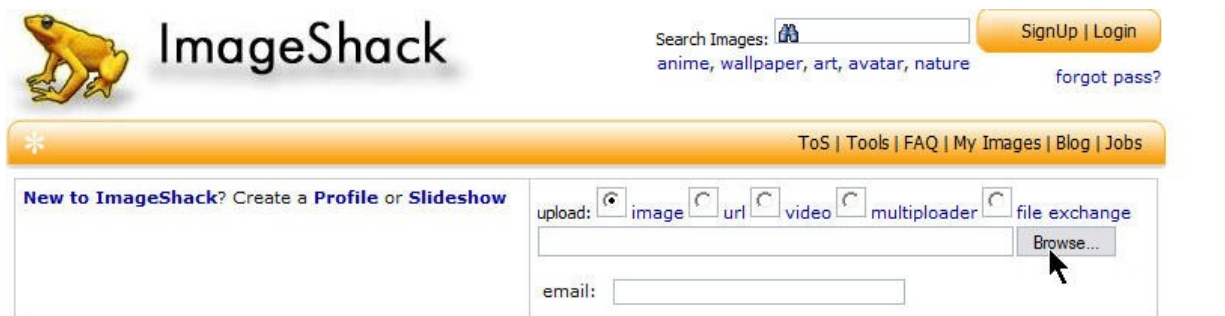 ImageShack
Search Images:
SignUp | Login
anime, wallpaper, art, avatar, nature
forgot pass?
ToS | Tools | FAQ | My Images | Blog | Jobs
New to ImageShack? Create a Profile or Slideshow
upload: image url video multiploader file exchange
Browse...
email: